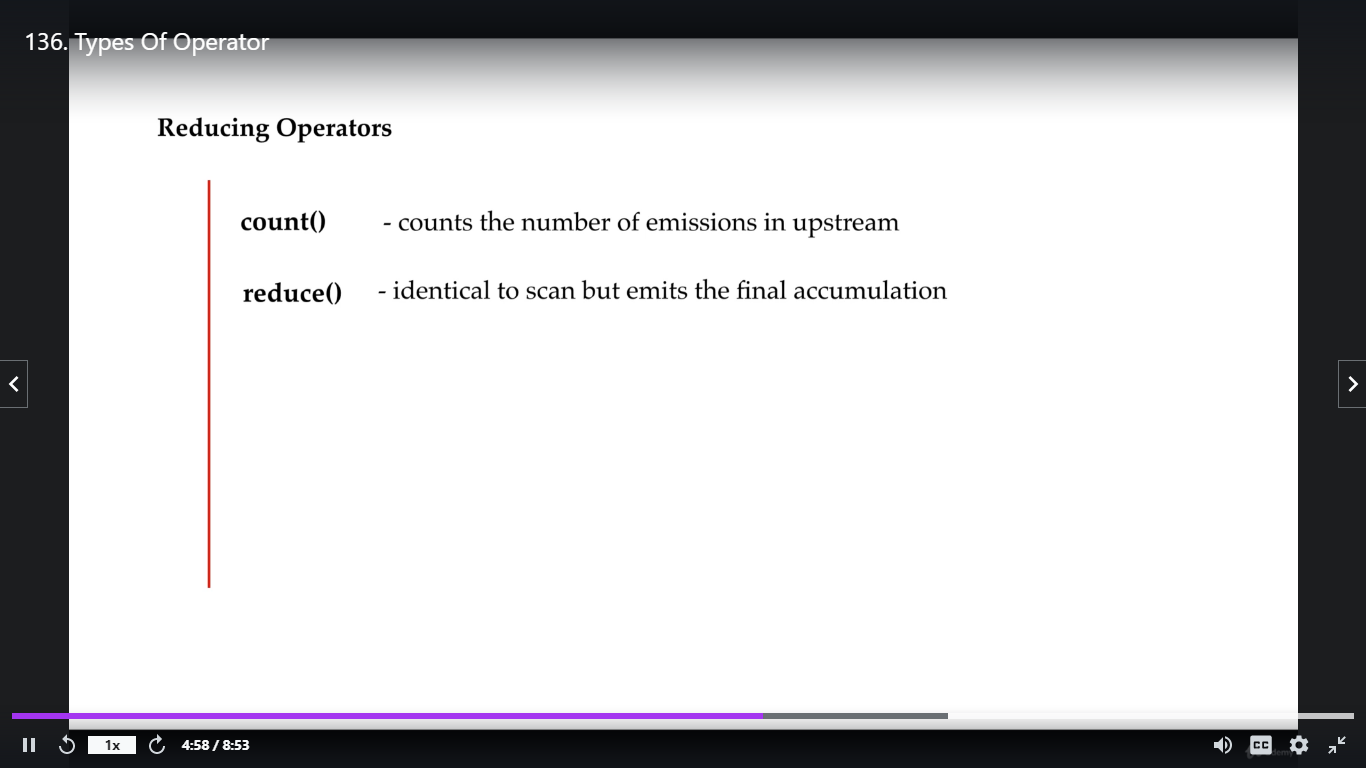 136. Types Of Operator
Reducing Operators
count() - counts the number of emissions in upstream
reduce() - identical to scan but emits the final accumulation
1x 4:58 / 8:53 CC